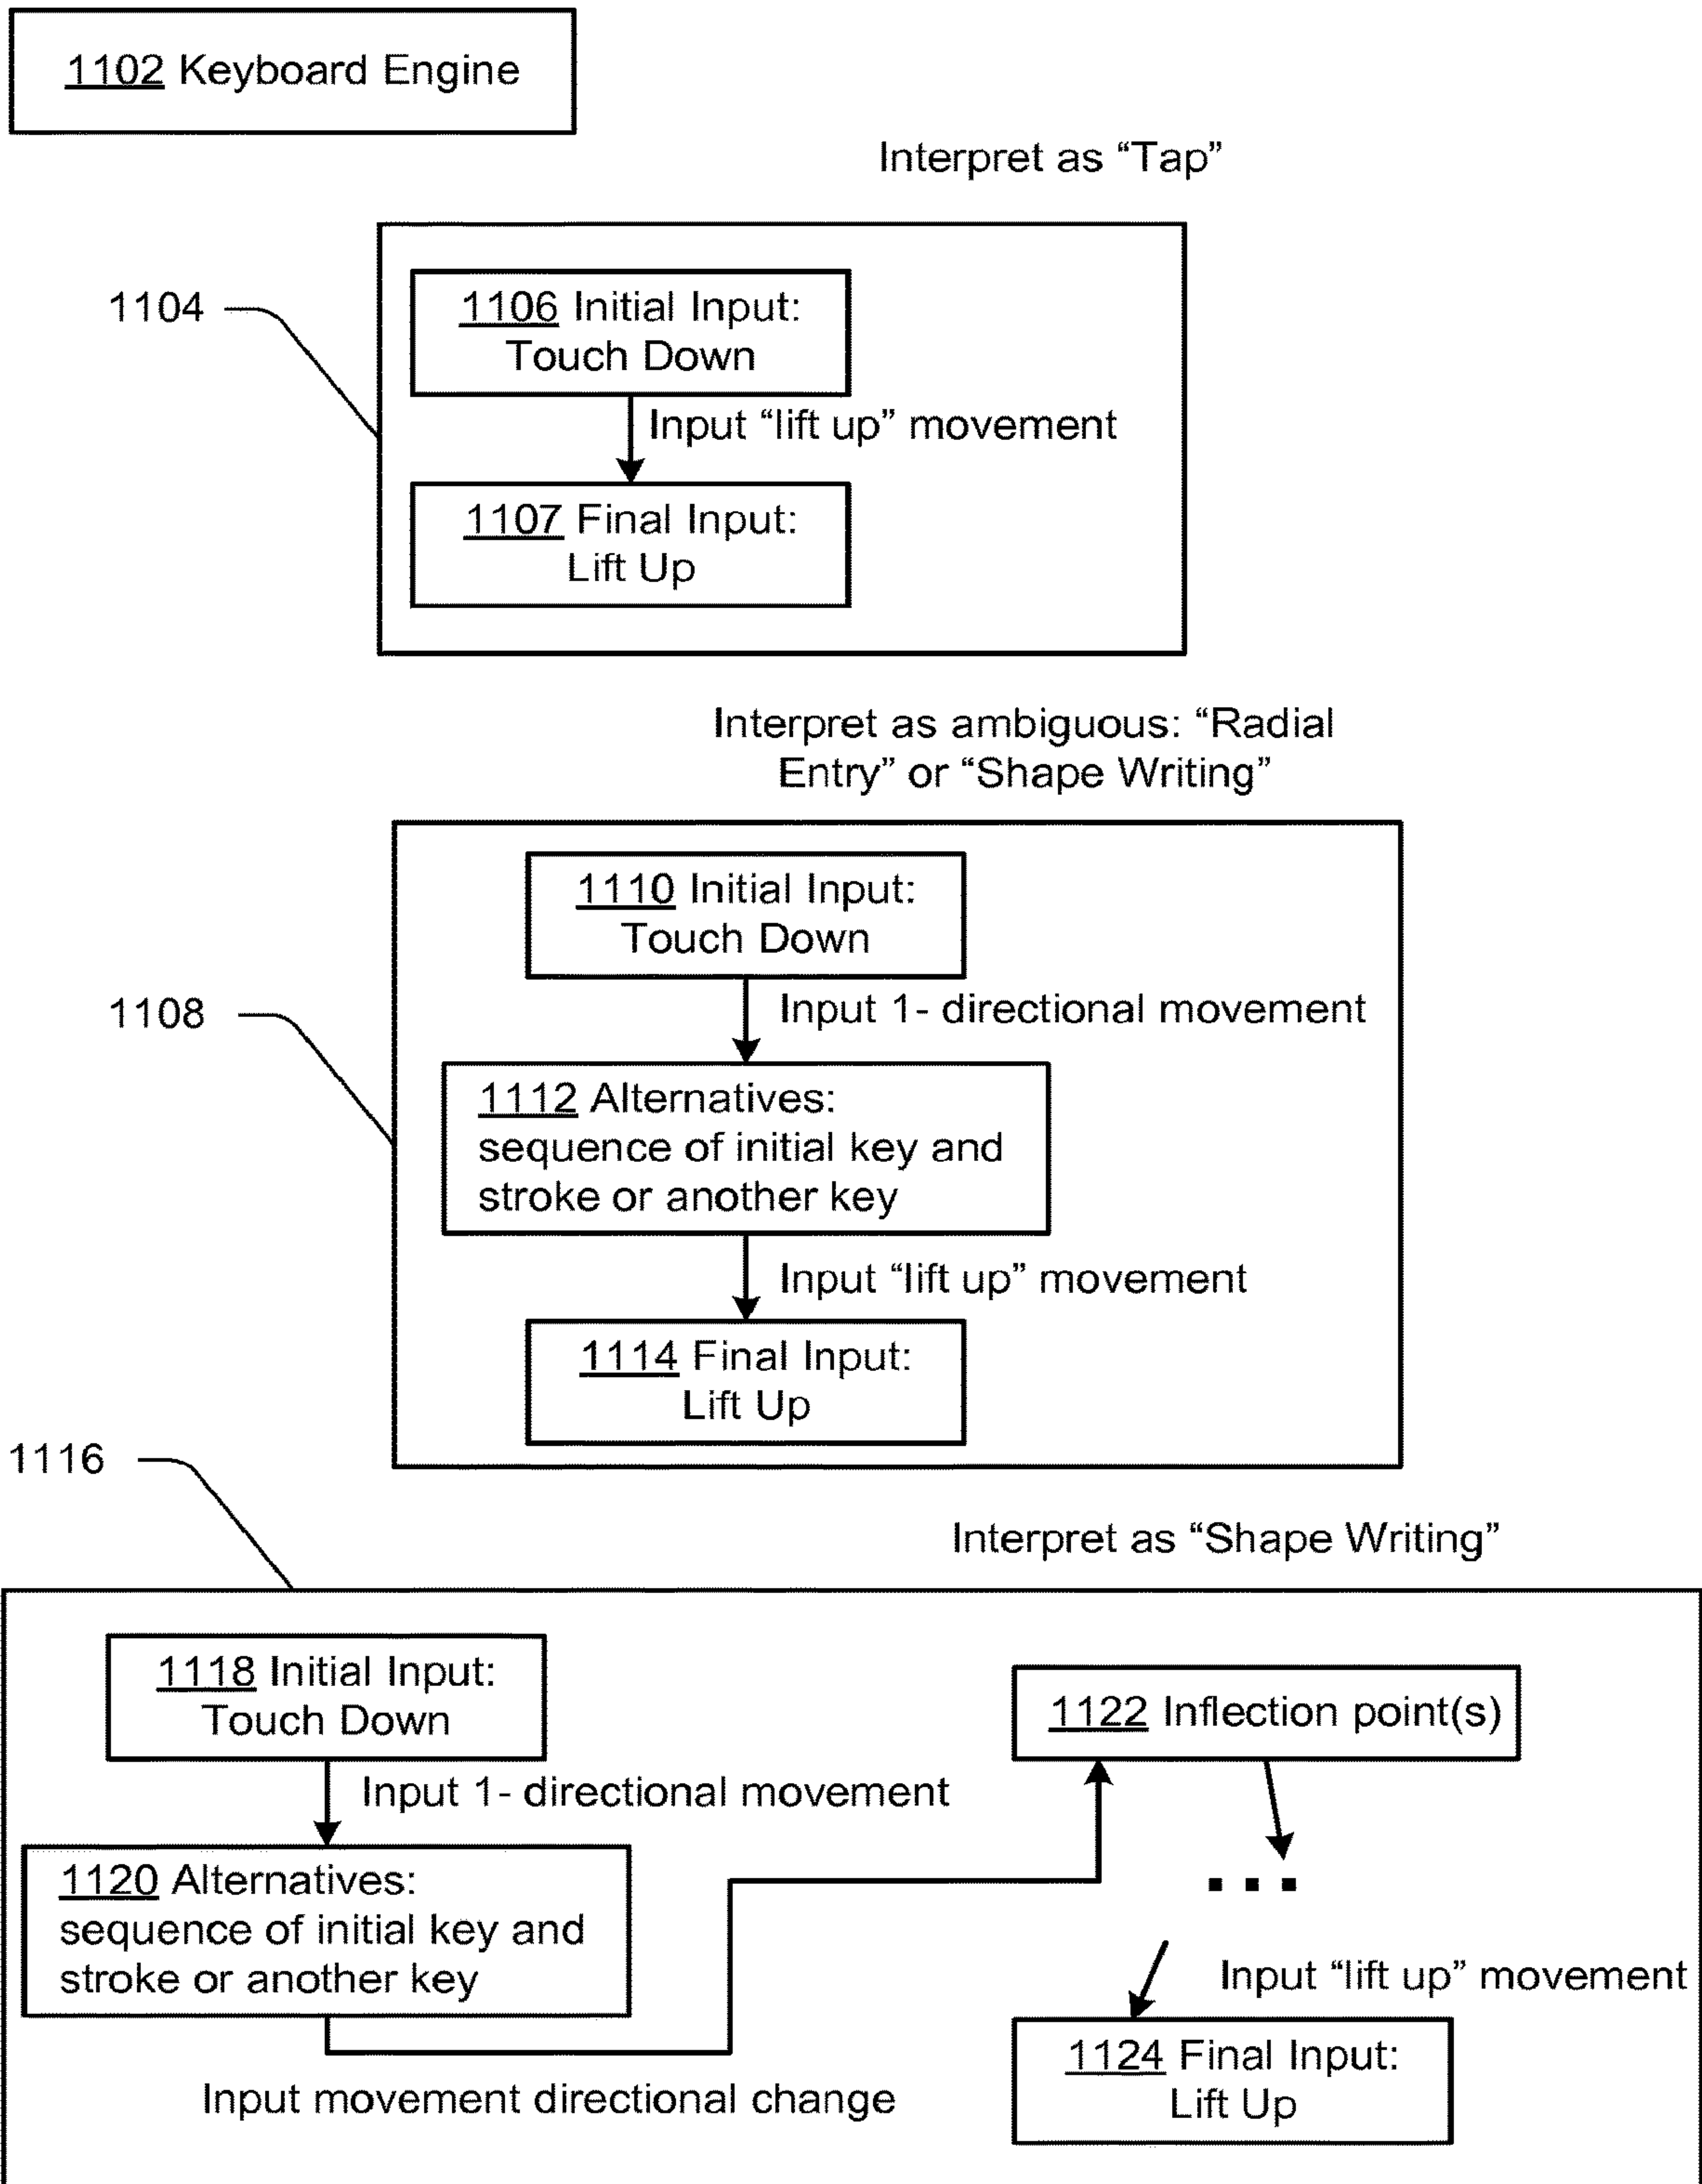 1102 Keyboard Engine
Interpret as “Tap”
1104
1106 Initial Input:
Touch Down
Input “lift up” movement
1107 Final Input:
Lift Up
Interpret as ambiguous: “Radial
Entry” or “Shape Writing”
1108
1110 Initial Input:
Touch Down
Input 1- directional movement
1112 Alternatives:
sequence of initial key and
stroke or another key
Input “lift up” movement
1114 Final Input:
Lift Up
1116
Interpret as “Shape Writing”
1118 Initial Input:
Touch Down
Input 1- directional movement
1120 Alternatives:
sequence of initial key and
stroke or another key
Input movement directional change
1122 Inflection point(s)
...
Input “lift up” movement
1124 Final Input:
Lift Up